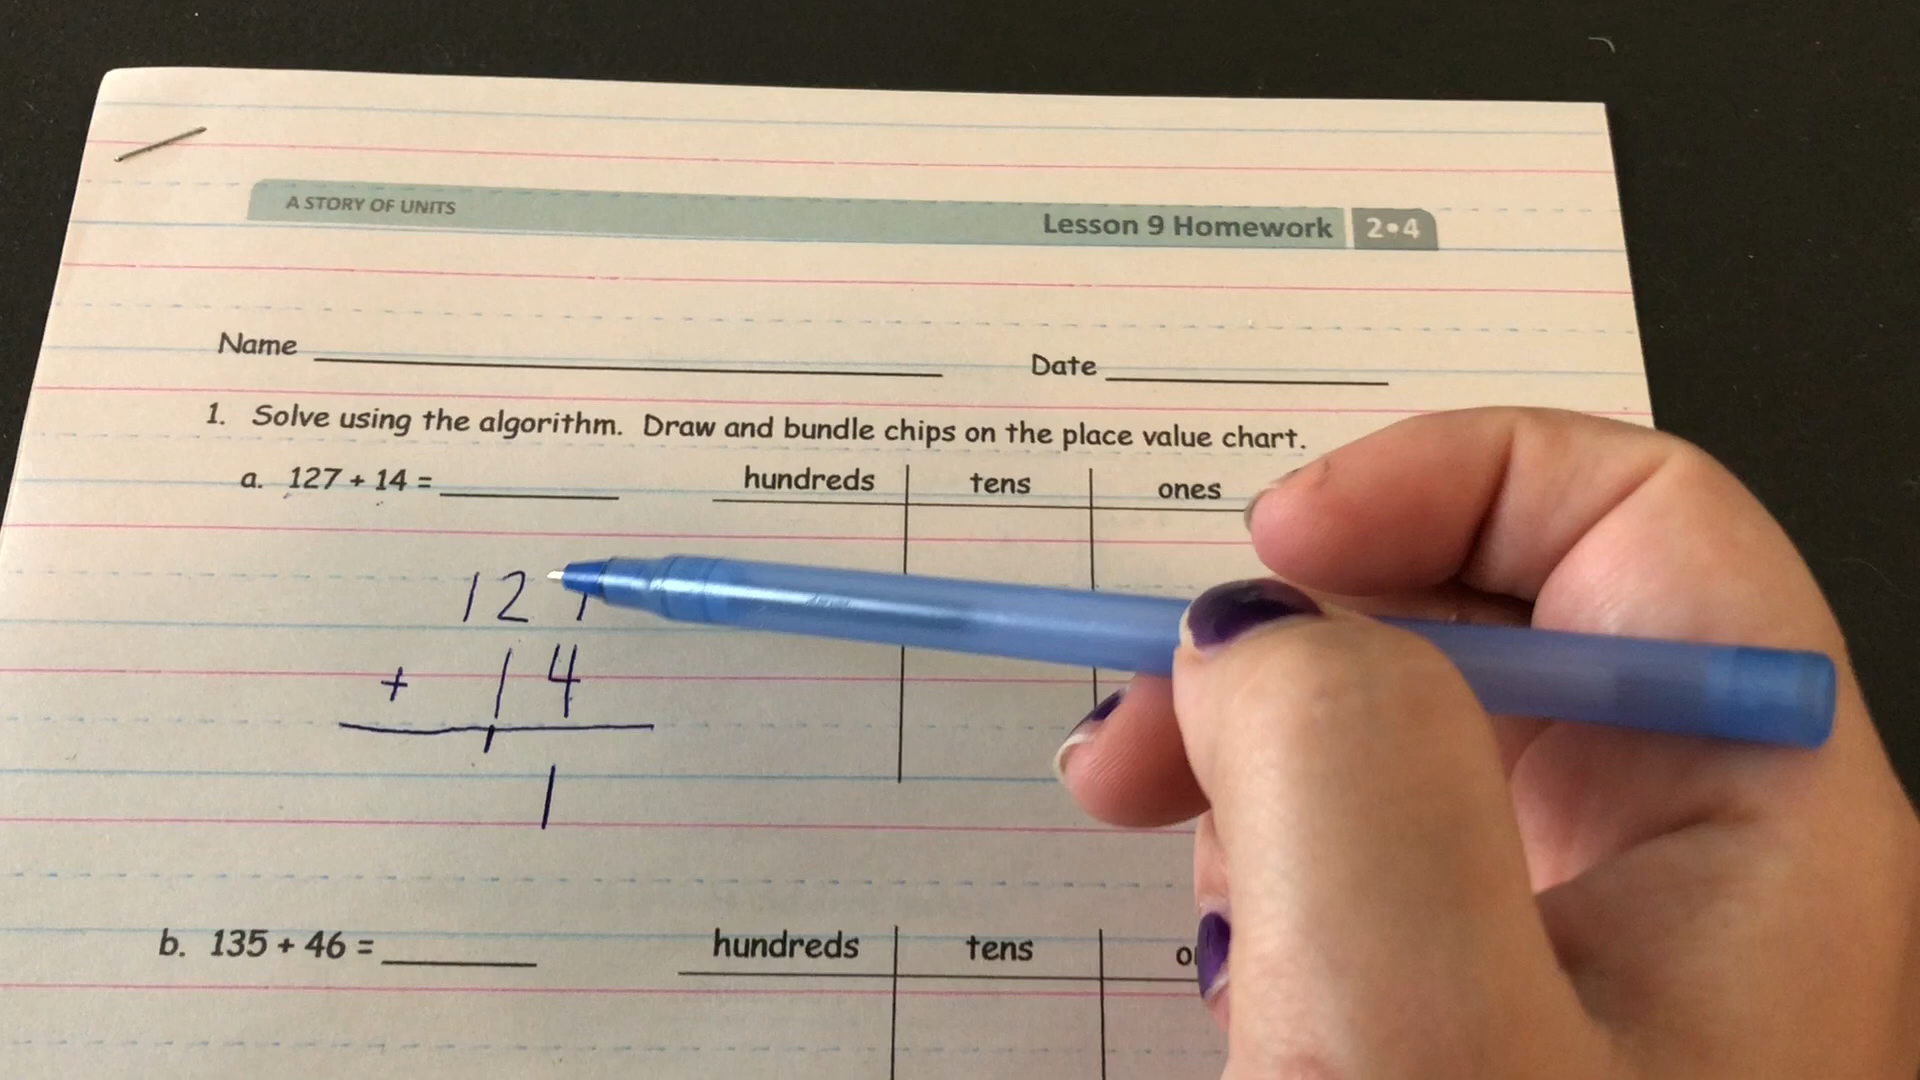 A STORY OF UNITS
Lesson 9 Homework 2•4
Name
Date
1. Solve using the algorithm. Draw and bundle chips on the place value chart.
a. 127 + 14 =
hundreds tens ones
12
+ 14
1
1
b. 135 + 46 =
hundreds tens